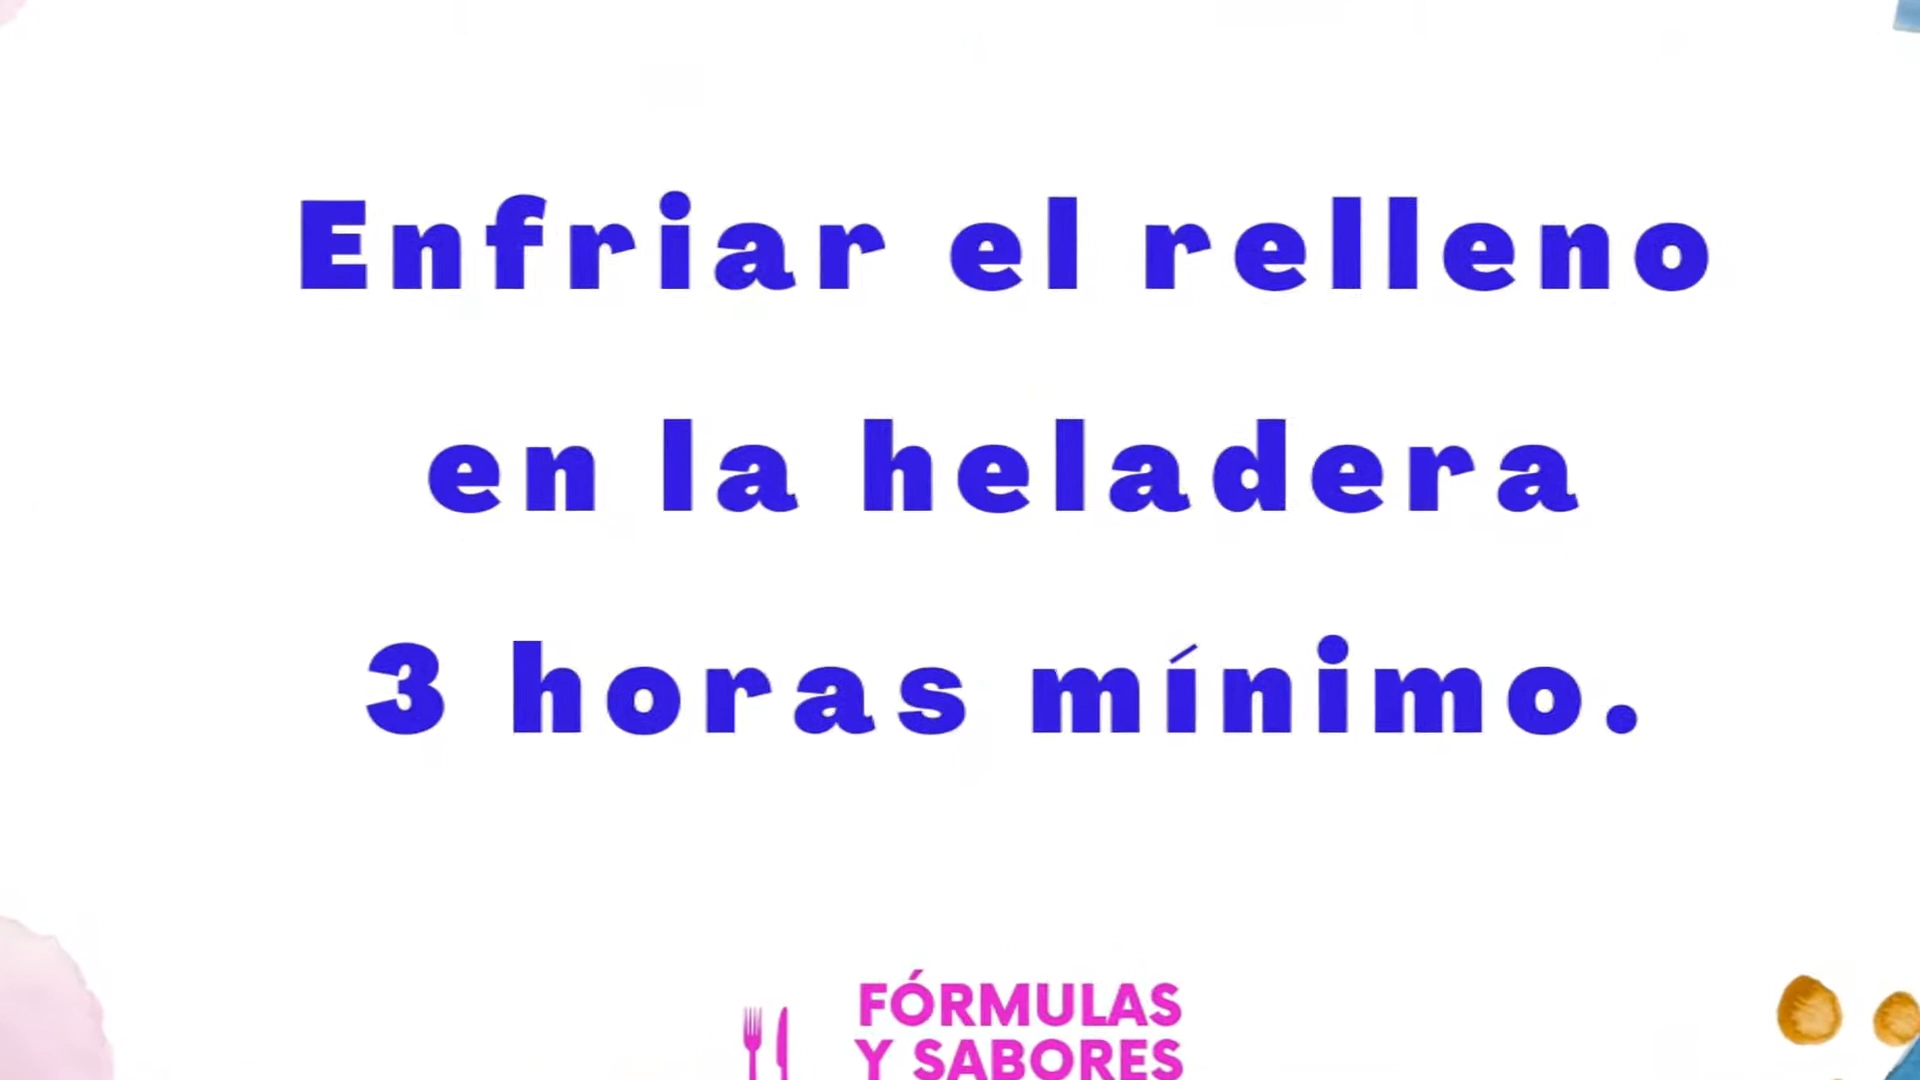 Enfriar el relleno
en la heladera
3 horas mínimo.
FÓRMULAS
Y SABORES